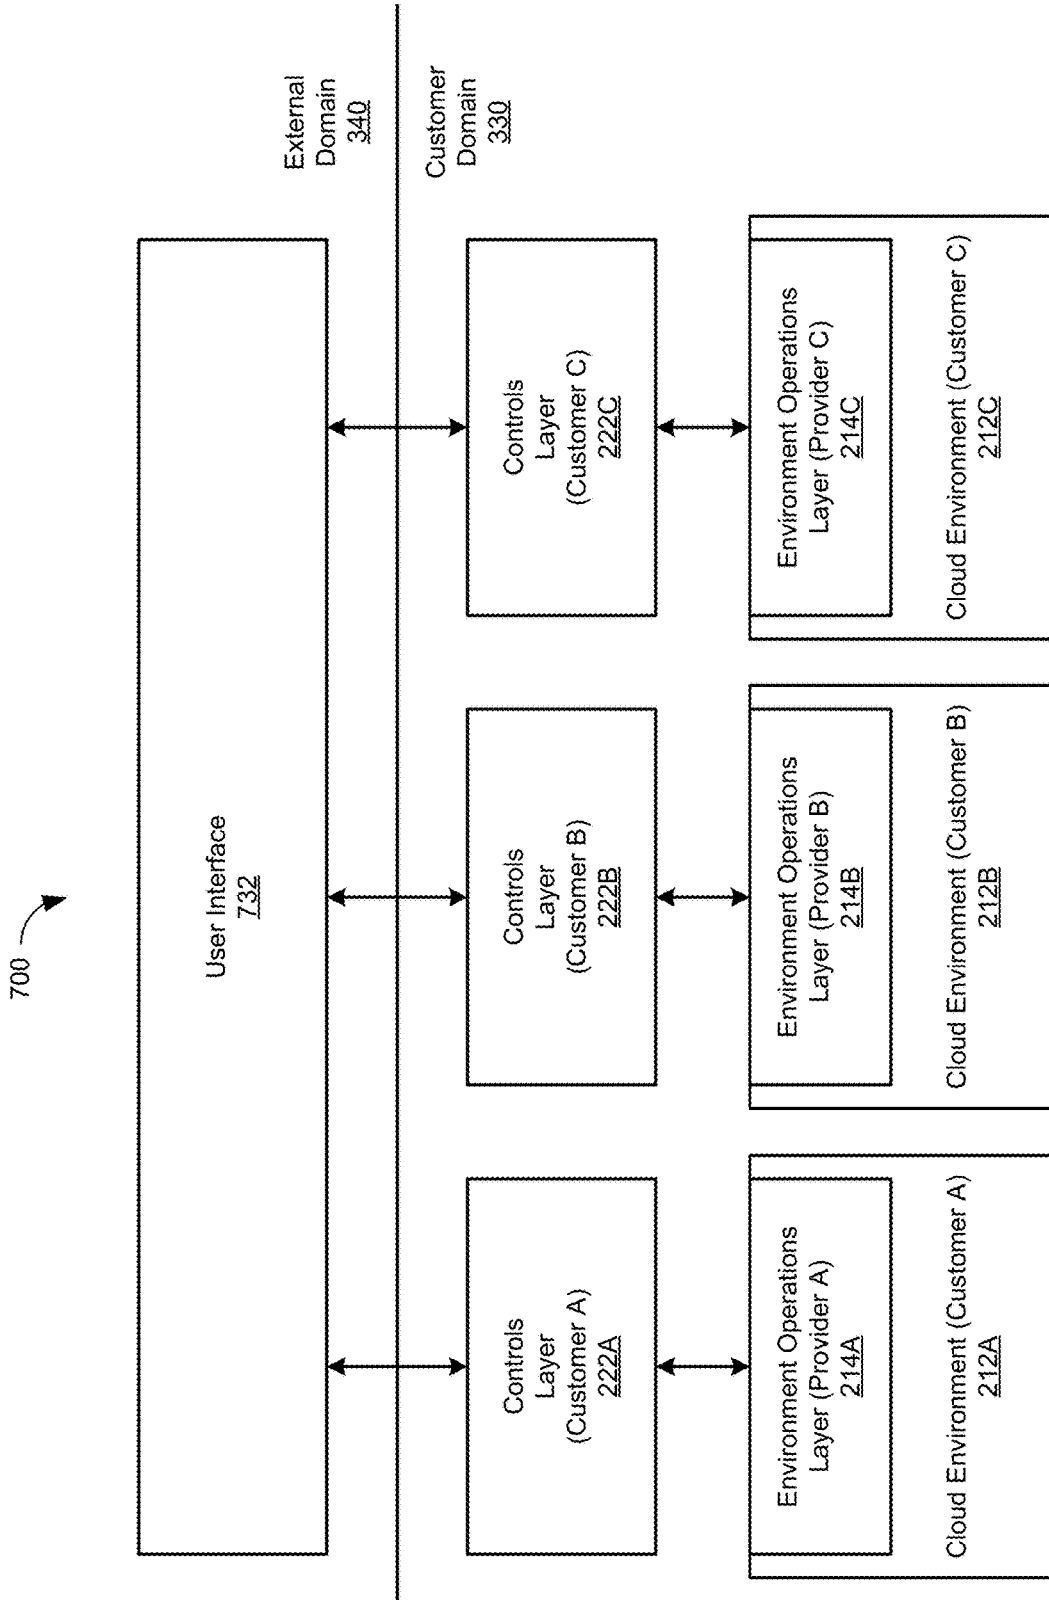 700
User Interface
732
External
Domain
340
Customer
Domain
330
Controls
Layer
(Customer A)
222A
Controls
Layer
(Customer B)
222B
Controls
Layer
(Customer C)
222C
Environment Operations
Layer (Provider A)
214A
Environment Operations
Layer (Provider B)
214B
Environment Operations
Layer (Provider C)
214C
Cloud Environment (Customer A)
212A
Cloud Environment (Customer B)
212B
Cloud Environment (Customer C)
212C